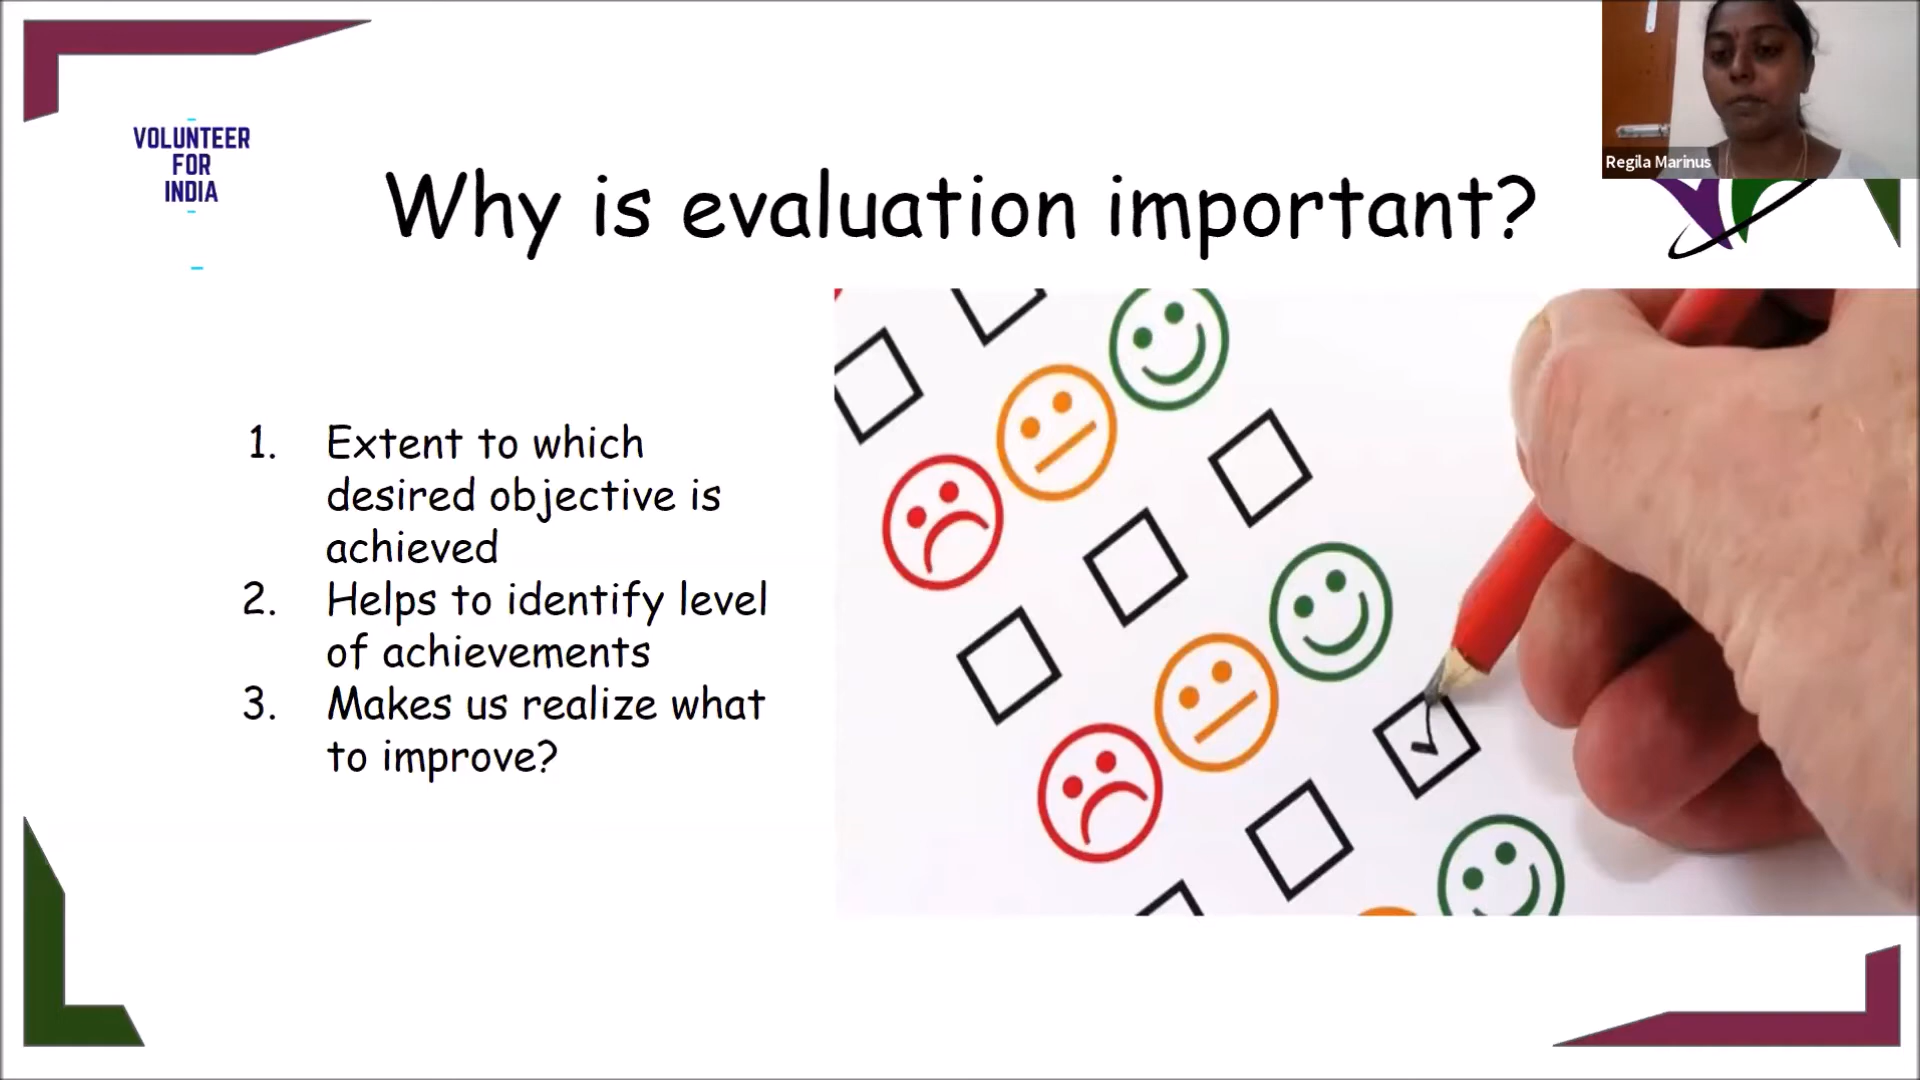 VOLUNTEER
FOR
INDIA
Regila Marinus
Why is evaluation important?
1. Extent to which
desired objective is
achieved
2. Helps to identify level
of achievements
3. Makes us realize what
to improve?